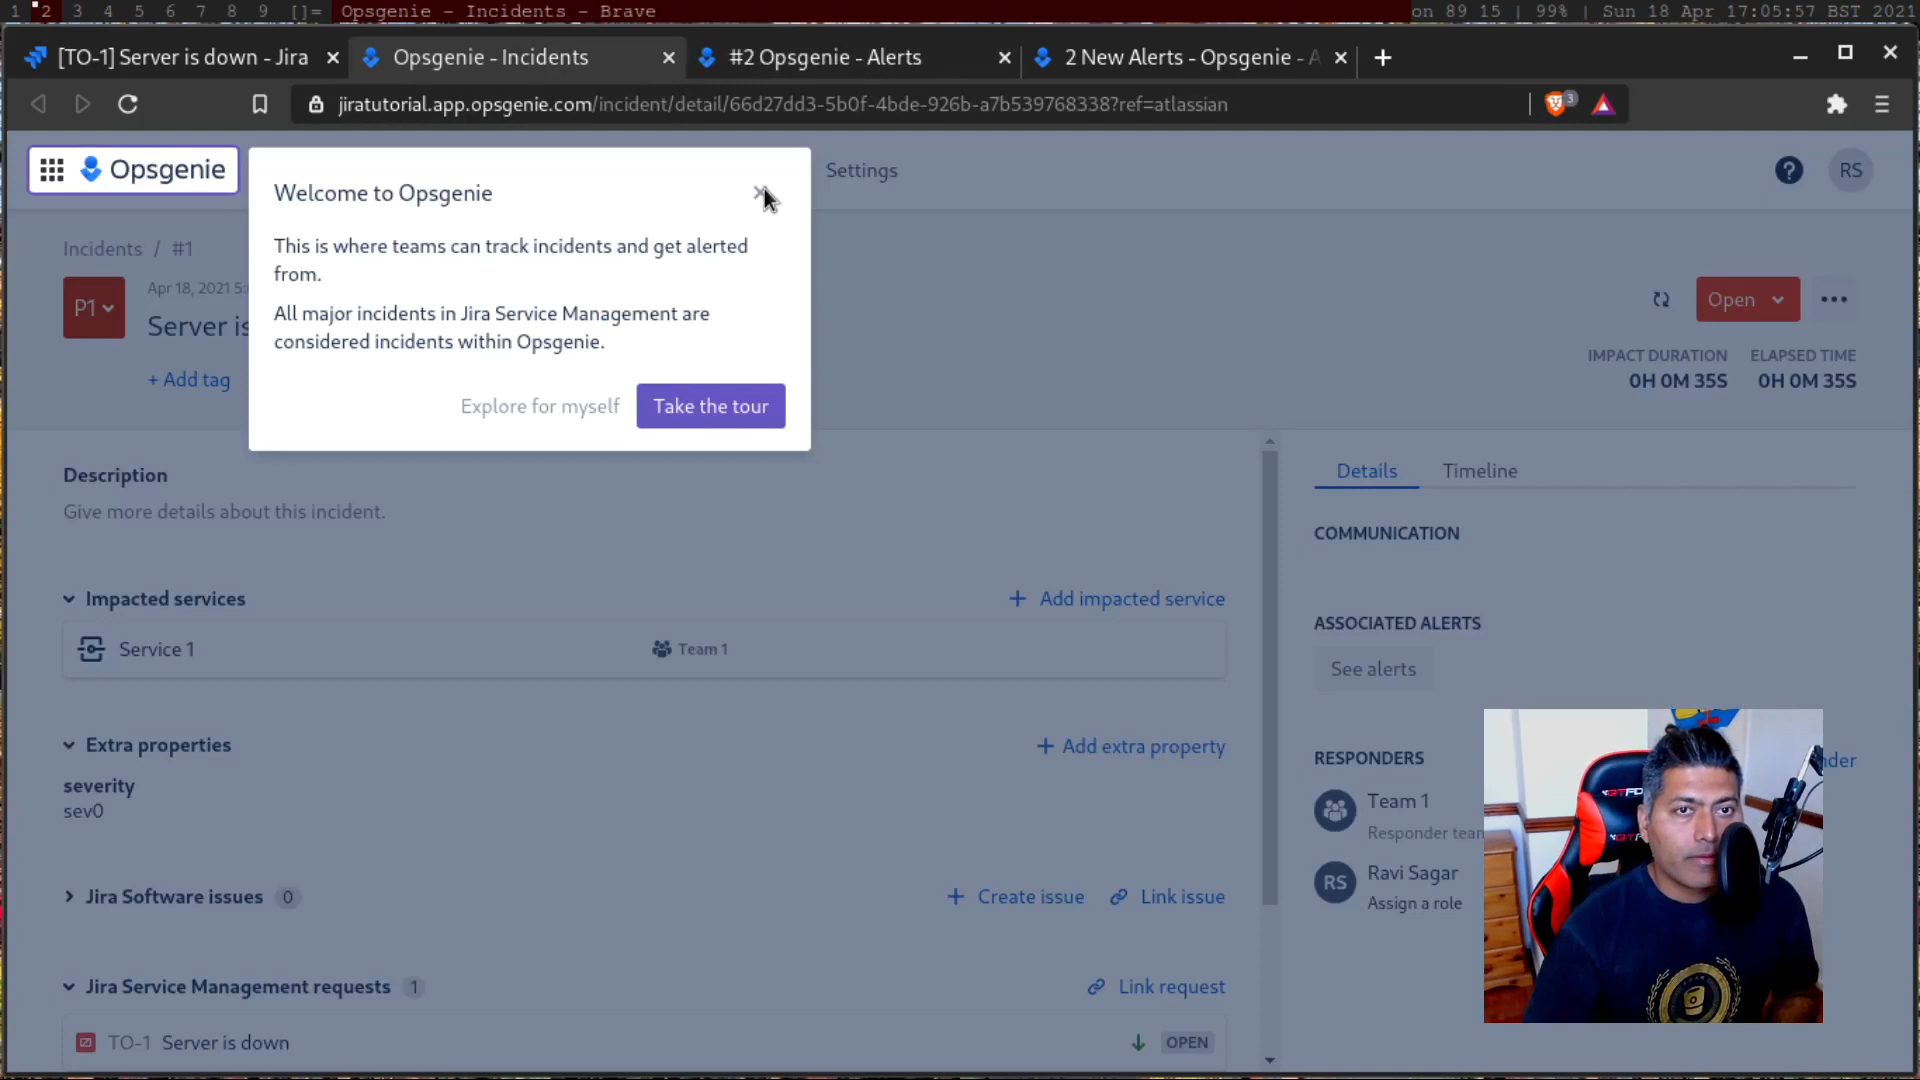 1 2 3 4 5 6 7 8 9 []= Opsgenie - Incidents - Brave on 89 15 | 99% | Sun 18 Apr 17:05:57 BST 2021
[TO-1] Server is down - Jira
Opsgenie - Incidents
#2 Opsgenie - Alerts
2 New Alerts - Opsgenie - A
jiratutorial.app.opsgenie.com/incident/detail/66d27dd3-5b0f-4bde-926b-a7b539768338?ref=atlassian
3
Opsgenie
Settings
RS
Welcome to Opsgenie
This is where teams can track incidents and get alerted
from.
All major incidents in Jira Service Management are
considered incidents within Opsgenie.
Explore for myself
Take the tour
Incidents / #1
P1
Apr 18, 2021 5:
Server is
+ Add tag
Open
IMPACT DURATION
0H 0M 35S
ELAPSED TIME
0H 0M 35S
Description
Give more details about this incident.
Impacted services
+ Add impacted service
Service 1
Team 1
Extra properties
+ Add extra property
severity
sev0
Jira Software issues 0
+ Create issue
Link issue
Jira Service Management requests 1
Link request
TO-1 Server is down
OPEN
Details
Timeline
COMMUNICATION
ASSOCIATED ALERTS
See alerts
RESPONDERS
nder
Team 1
Responder tean
RS
Ravi Sagar
Assign a role